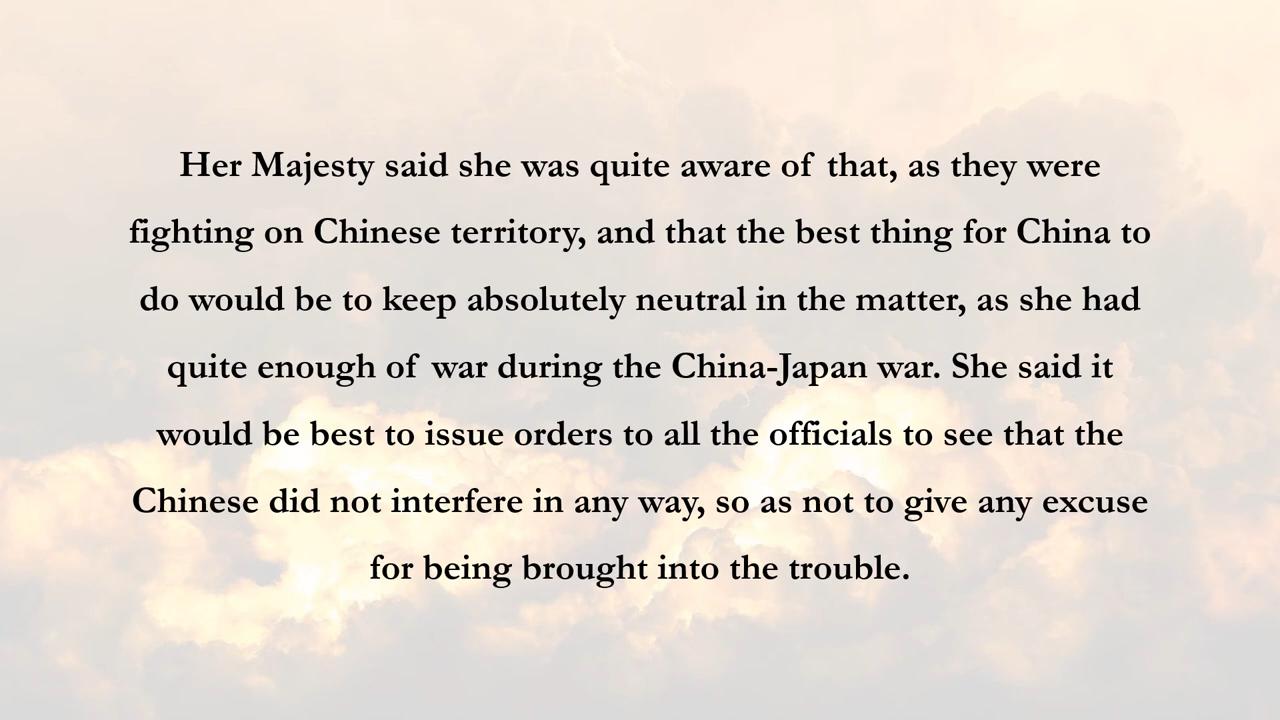 Her Majesty said she was quite aware of that, as they were
fighting on Chinese territory, and that the best thing for China to
do would be to keep absolutely neutral in the matter, as she had
quite enough of war during the China-Japan war. She said it
would be best to issue orders to all the officials to see that the
Chinese did not interfere in any way, so as not to give any excuse
for being brought into the trouble.